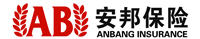 AB 安邦保险
ANBANG INSURANCE